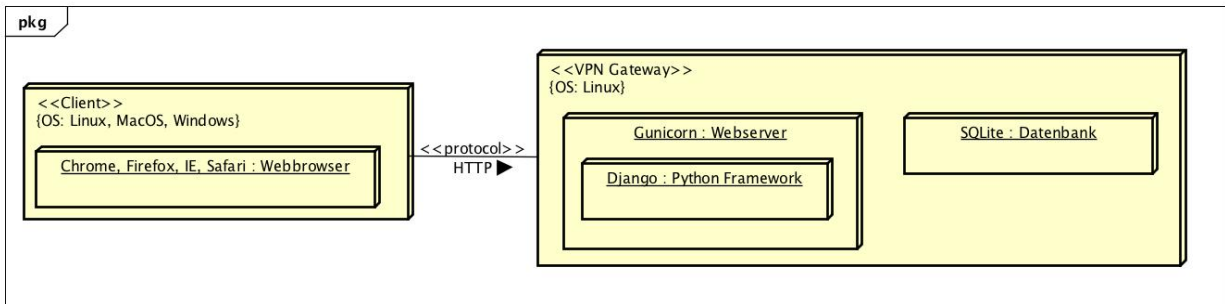 pkg
<<Client>>
{OS: Linux, MacOS, Windows}
Chrome, Firefox, IE, Safari : Webbrowser
<<protocol>>
HTTP ▶
<<VPN Gateway>>
{OS: Linux}
Gunicorn : Webserver
Django : Python Framework
SQLite : Datenbank